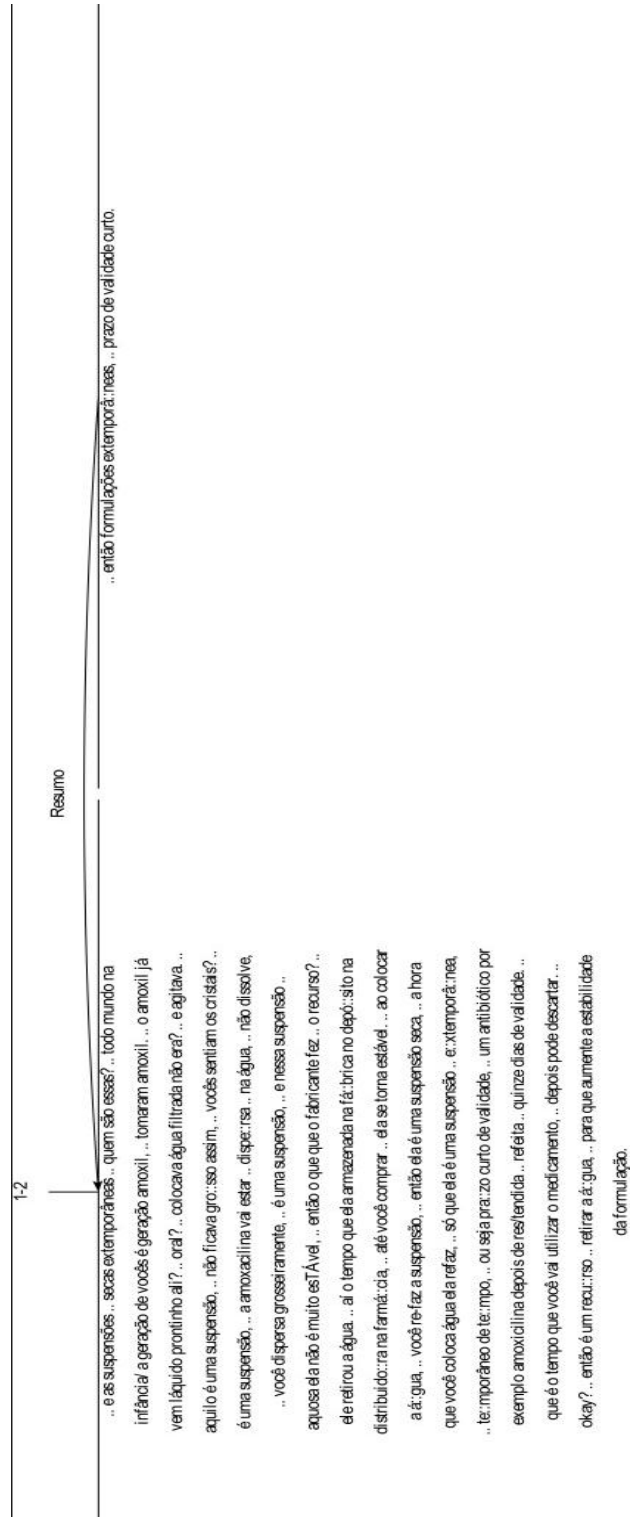 1-2
Resumo
.. e as suspensões .. secas extemporâneas .. quem são essas? .. todo mundo na
infância/ a geração de vocês é geração amoxil, .. tomaram amoxil. .. o amoxil já
vem láquido prontinho ali? .. oral? .. colocava água filtrada não era? .. e agitava. ..
aquilo é uma suspensão, .. não ficava gro::sso assim, .. vocês sentiam os cristais? ..
é uma suspensão, .. a amoxacilina vai estar .. dispe::rsa .. na água, .. não dissolve,
.. você dispersa grosseiramente, .. é uma suspensão, .. e nessa suspensão ..
aquosa ela não é muito esTÁvel, .. então o que que o fabricante fez .. o recurso? ..
ele retirou a água. .. aí o tempo que ela armazenada na fá::brica no depó::sito na
distribuido::ra na farmá::cia, .. até você comprar .. ela se torna estável. .. ao colocar
a á::gua, .. você re-faz a suspensão, .. então ela é uma suspensão seca, .. a hora
que você coloca água ela refaz, .. só que ela é uma suspensão .. e::xtemporâ::nea,
.. te::mporâneo de te::mpo, .. ou seja pra::zo curto de validade, .. um antibiótico por
exemplo amoxicilina depois de res/tendida .. refeita .. quinze dias de validade. ..
que é o tempo que você vai utilizar o medicamento, .. depois pode descartar. ..
okay? .. então é um recu::rso .. retirar a á::gua, .. para que aumente a estabilidade
da formulação.
.. então formulações extemporâ::neas, .. prazo de validade curto.